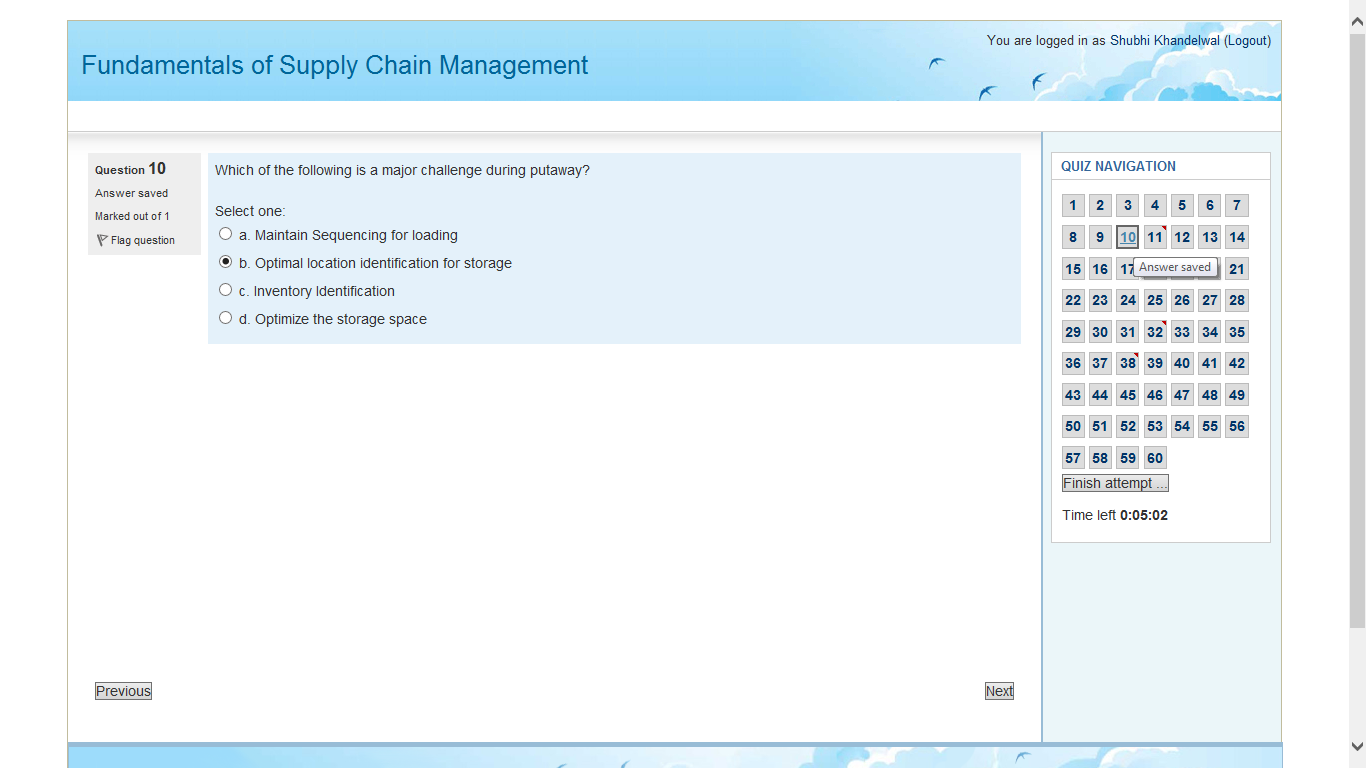 You are logged in as Shubhi Khandelwal (Logout)
Fundamentals of Supply Chain Management
Question 10
Answer saved
Marked out of 1
Flag question
Which of the following is a major challenge during putaway?
Select one:
a. Maintain Sequencing for loading
b. Optimal location identification for storage
c. Inventory Identification
d. Optimize the storage space
Previous
Next
QUIZ NAVIGATION
1 2 3 4 5 6 7
8 9 10 11 12 13 14
15 16 17 21
Answer saved
22 23 24 25 26 27 28
29 30 31 32 33 34 35
36 37 38 39 40 41 42
43 44 45 46 47 48 49
50 51 52 53 54 55 56
57 58 59 60
Finish attempt ...
Time left 0:05:02